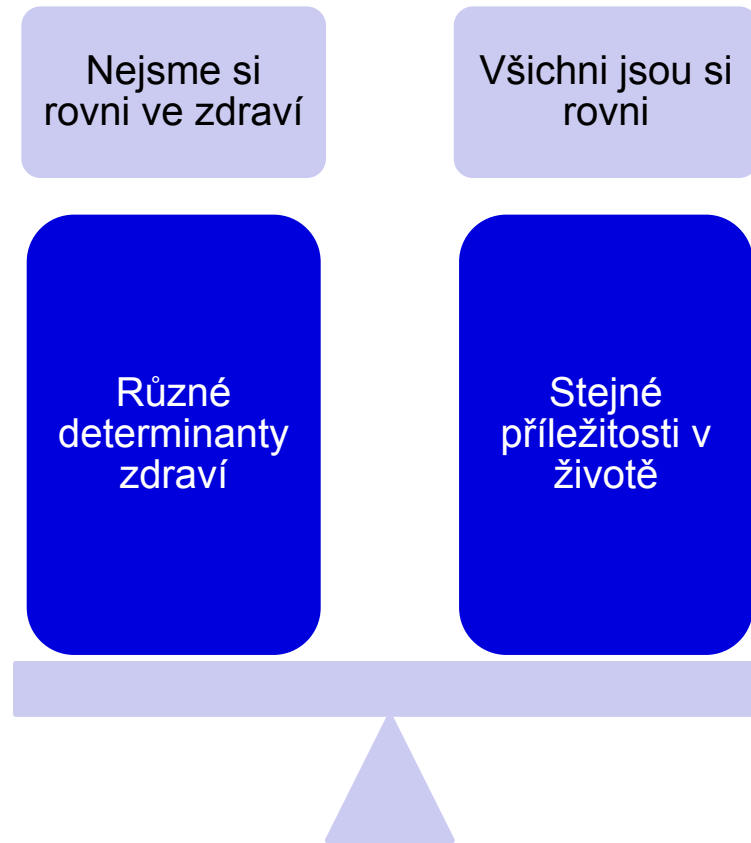 Nejsme si
rovni ve zdraví
Všichni jsou si
rovni
Různé
determinanty
zdraví
Stejné
příležitosti v
životě